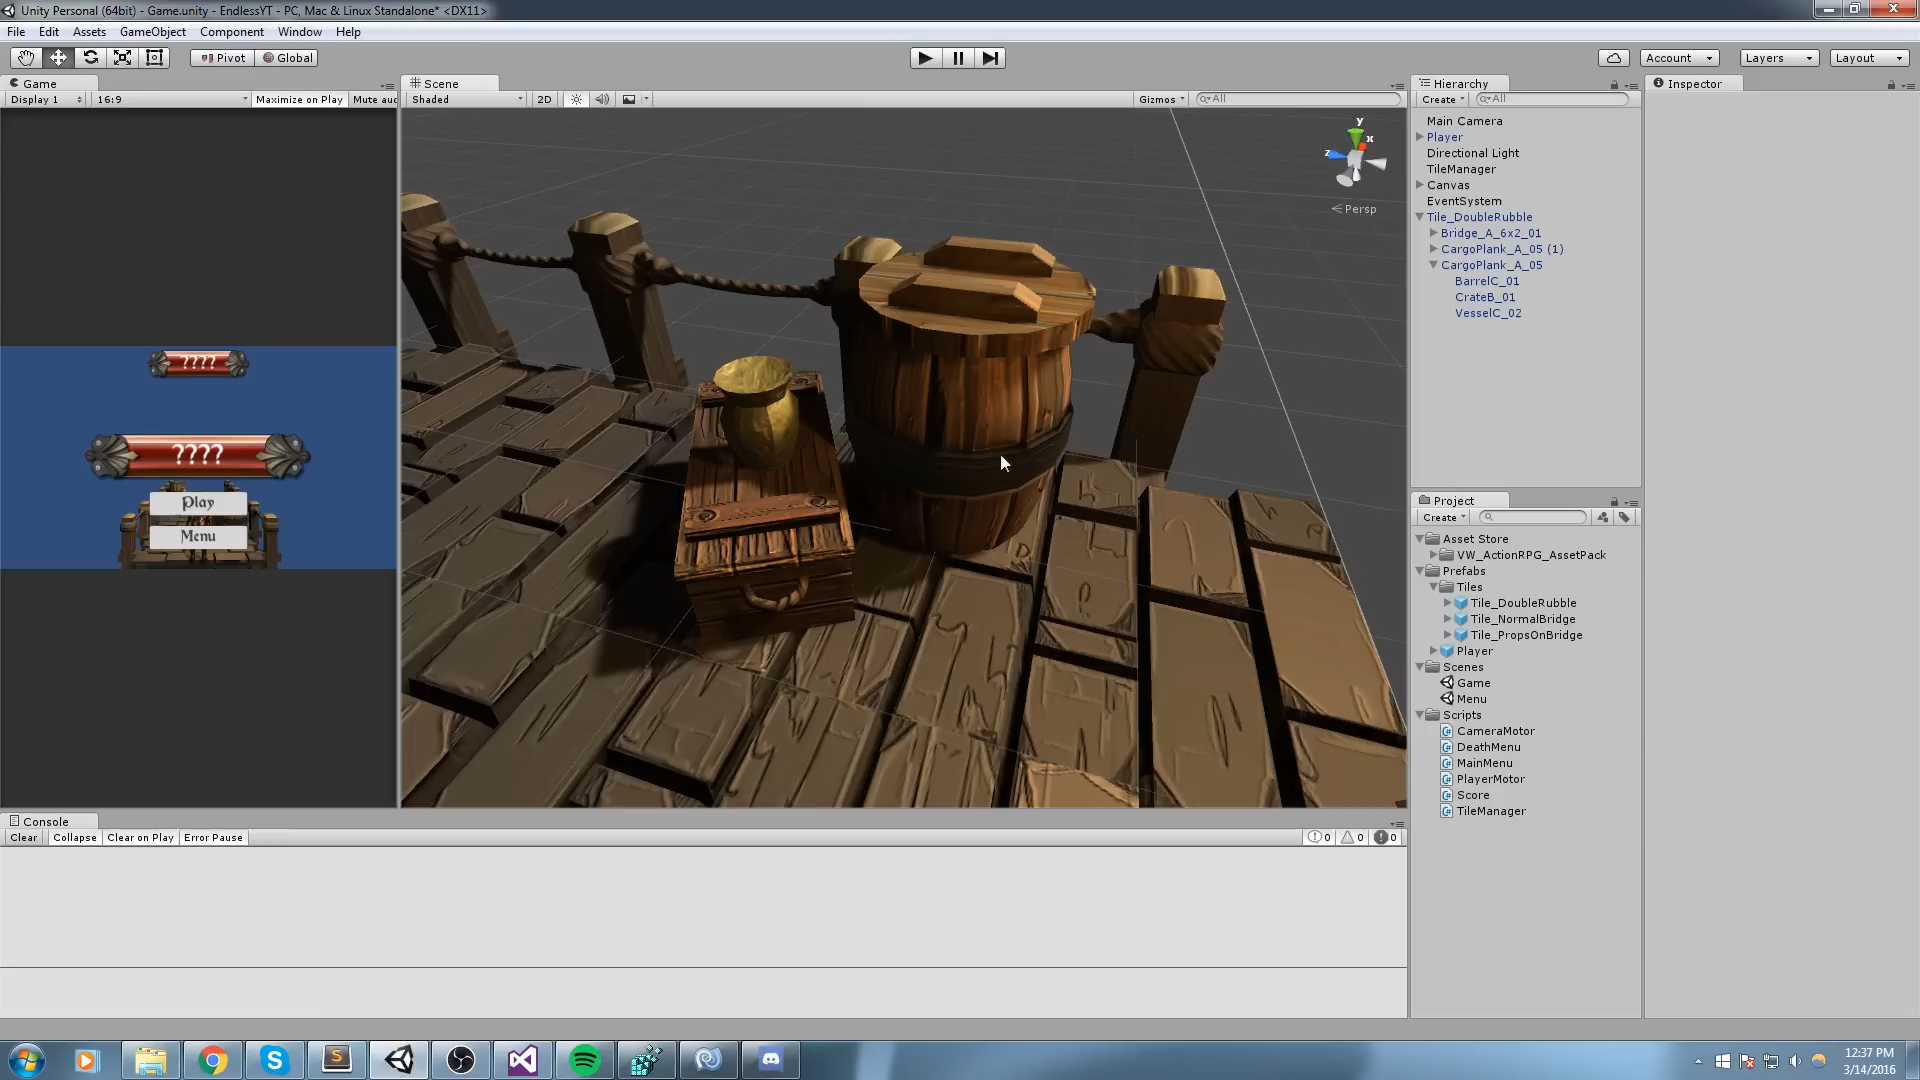 Unity Personal (64bit) - Game.unity - EndlessYT - PC, Mac & Linux Standalone* <DX11>
File Edit Assets GameObject Component Window Help
Pivot Global Account Layers Layout
Game
Display 1 16:9 Maximize on Play Mute aud
????
????
Play
Menu
Scene
Shaded 2D Gizmos All
y
x
z
Persp
Hierarchy
Create All
Main Camera
Player
Directional Light
TileManager
Canvas
EventSystem
Tile_DoubleRubble
Bridge_A_6x2_01
CargoPlank_A_05 (1)
CargoPlank_A_05
BarrelC_01
CrateB_01
VesselC_02
Project
Create
Asset Store
VW_ActionRPG_AssetPack
Prefabs
Tiles
Tile_DoubleRubble
Tile_NormalBridge
Tile_PropsOnBridge
Player
Scenes
Game
Menu
Scripts
CameraMotor
DeathMenu
MainMenu
PlayerMotor
Score
TileManager
Inspector
Console
Clear Collapse Clear on Play Error Pause 0 0 0
12:37 PM
3/14/2016